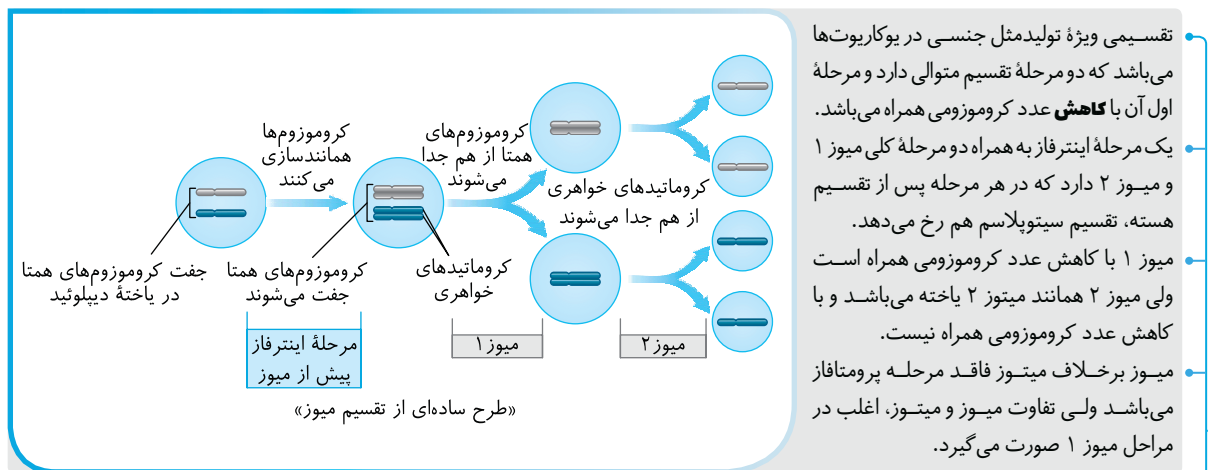 تقسیمی ویژهٔ تولیدمثل جنسی در یوکاریوت‌ها
می‌باشد که دو مرحلهٔ تقسیم متوالی دارد و مرحلهٔ
اول آن با کاهش عدد کروموزومی همراه می‌باشد.
یک مرحلهٔ اینترفاز به همراه دو مرحلهٔ کلی میوز ۱
و میوز ۲ دارد که در هر مرحله پس از تقسیم
هسته، تقسیم سیتوپلاسم هم رخ می‌دهد.
میوز ۱ با کاهش عدد کروموزومی همراه است
ولی میوز ۲ همانند میتوز ۲ یاخته می‌باشد و با
کاهش عدد کروموزومی همراه نیست.
میوز برخلاف میتوز فاقد مرحله پرومتافاز
می‌باشد ولی تفاوت میوز و میتوز، اغلب در
مراحل میوز ۱ صورت می‌گیرد.
کروموزوم‌ها
همانندسازی
می‌کنند
کروموزوم‌های
همتا از هم جدا
می‌شوند
کروماتیدهای خواهری
از هم جدا می‌شوند
جفت کروموزوم‌های همتا
در یاختهٔ دیپلوئید
کروموزوم‌های همتا
جفت می‌شوند
کروماتیدهای
خواهری
مرحلهٔ اینترفاز
پیش از میوز
میوز ۱
میوز ۲
«طرح ساده‌ای از تقسیم میوز»